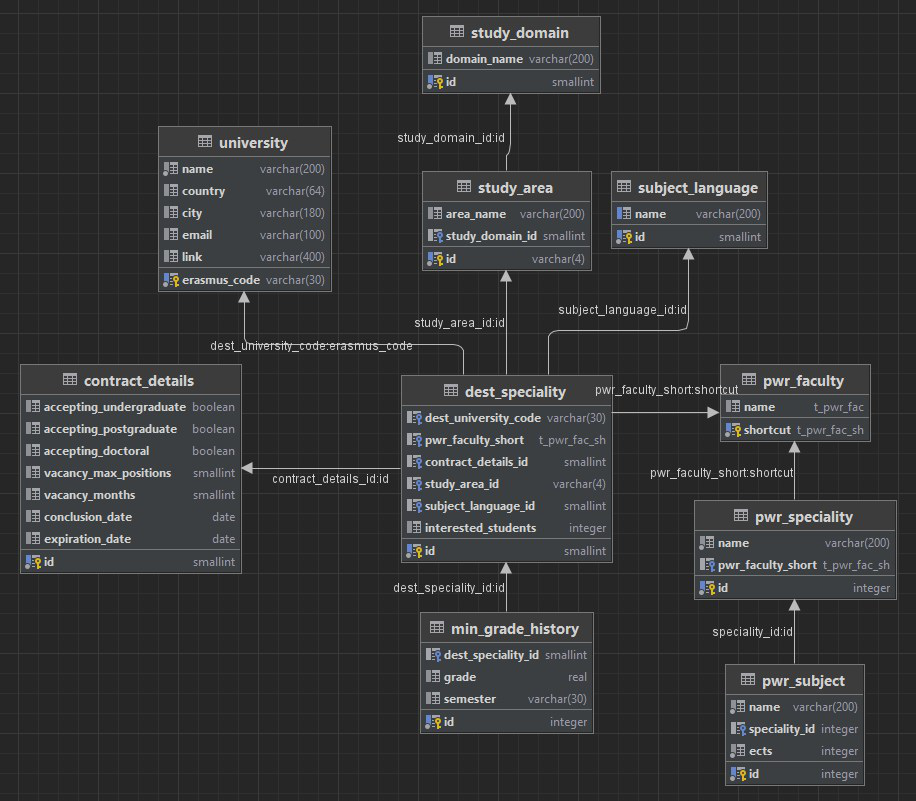 study_domain
domain_name varchar(200)
id smallint
study_domain_id:id
university
name varchar(200)
country varchar(64)
city varchar(180)
email varchar(100)
link varchar(400)
erasmus_code varchar(30)
study_area
area_name varchar(200)
study_domain_id smallint
id varchar(4)
subject_language
name varchar(200)
id smallint
subject_language_id:id
study_area_id:id
dest_university_code:erasmus_code
contract_details
accepting_undergraduate boolean
accepting_postgraduate boolean
accepting_doctoral boolean
vacancy_max_positions smallint
vacancy_months smallint
conclusion_date date
expiration_date date
id smallint
contract_details_id:id
dest_speciality
dest_university_code varchar(30)
pwr_faculty_short t_pwr_fac_sh
contract_details_id smallint
study_area_id varchar(4)
subject_language_id smallint
interested_students integer
id smallint
pwr_faculty_short:shortcut
pwr_faculty
name t_pwr_fac
shortcut t_pwr_fac_sh
pwr_faculty_short:shortcut
pwr_speciality
name varchar(200)
pwr_faculty_short t_pwr_fac_sh
id integer
dest_speciality_id:id
min_grade_history
dest_speciality_id smallint
grade real
semester varchar(30)
id integer
speciality_id:id
pwr_subject
name varchar(200)
speciality_id integer
ects integer
id integer